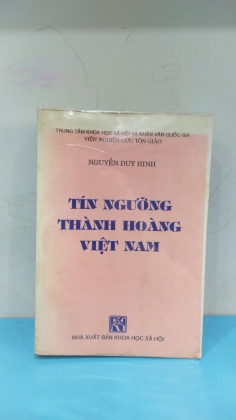 TRUNG TÂM KHOA HỌC XÃ HỘI VÀ NHÂN VĂN QUỐC GIA
VIỆN NGHIÊN CỨU TÔN GIÁO
NGUYỄN DUY HINH
TÍN NGƯỠNG
THÀNH HOÀNG
VIỆT NAM
NHÀ XUẤT BẢN KHOA HỌC XÃ HỘI